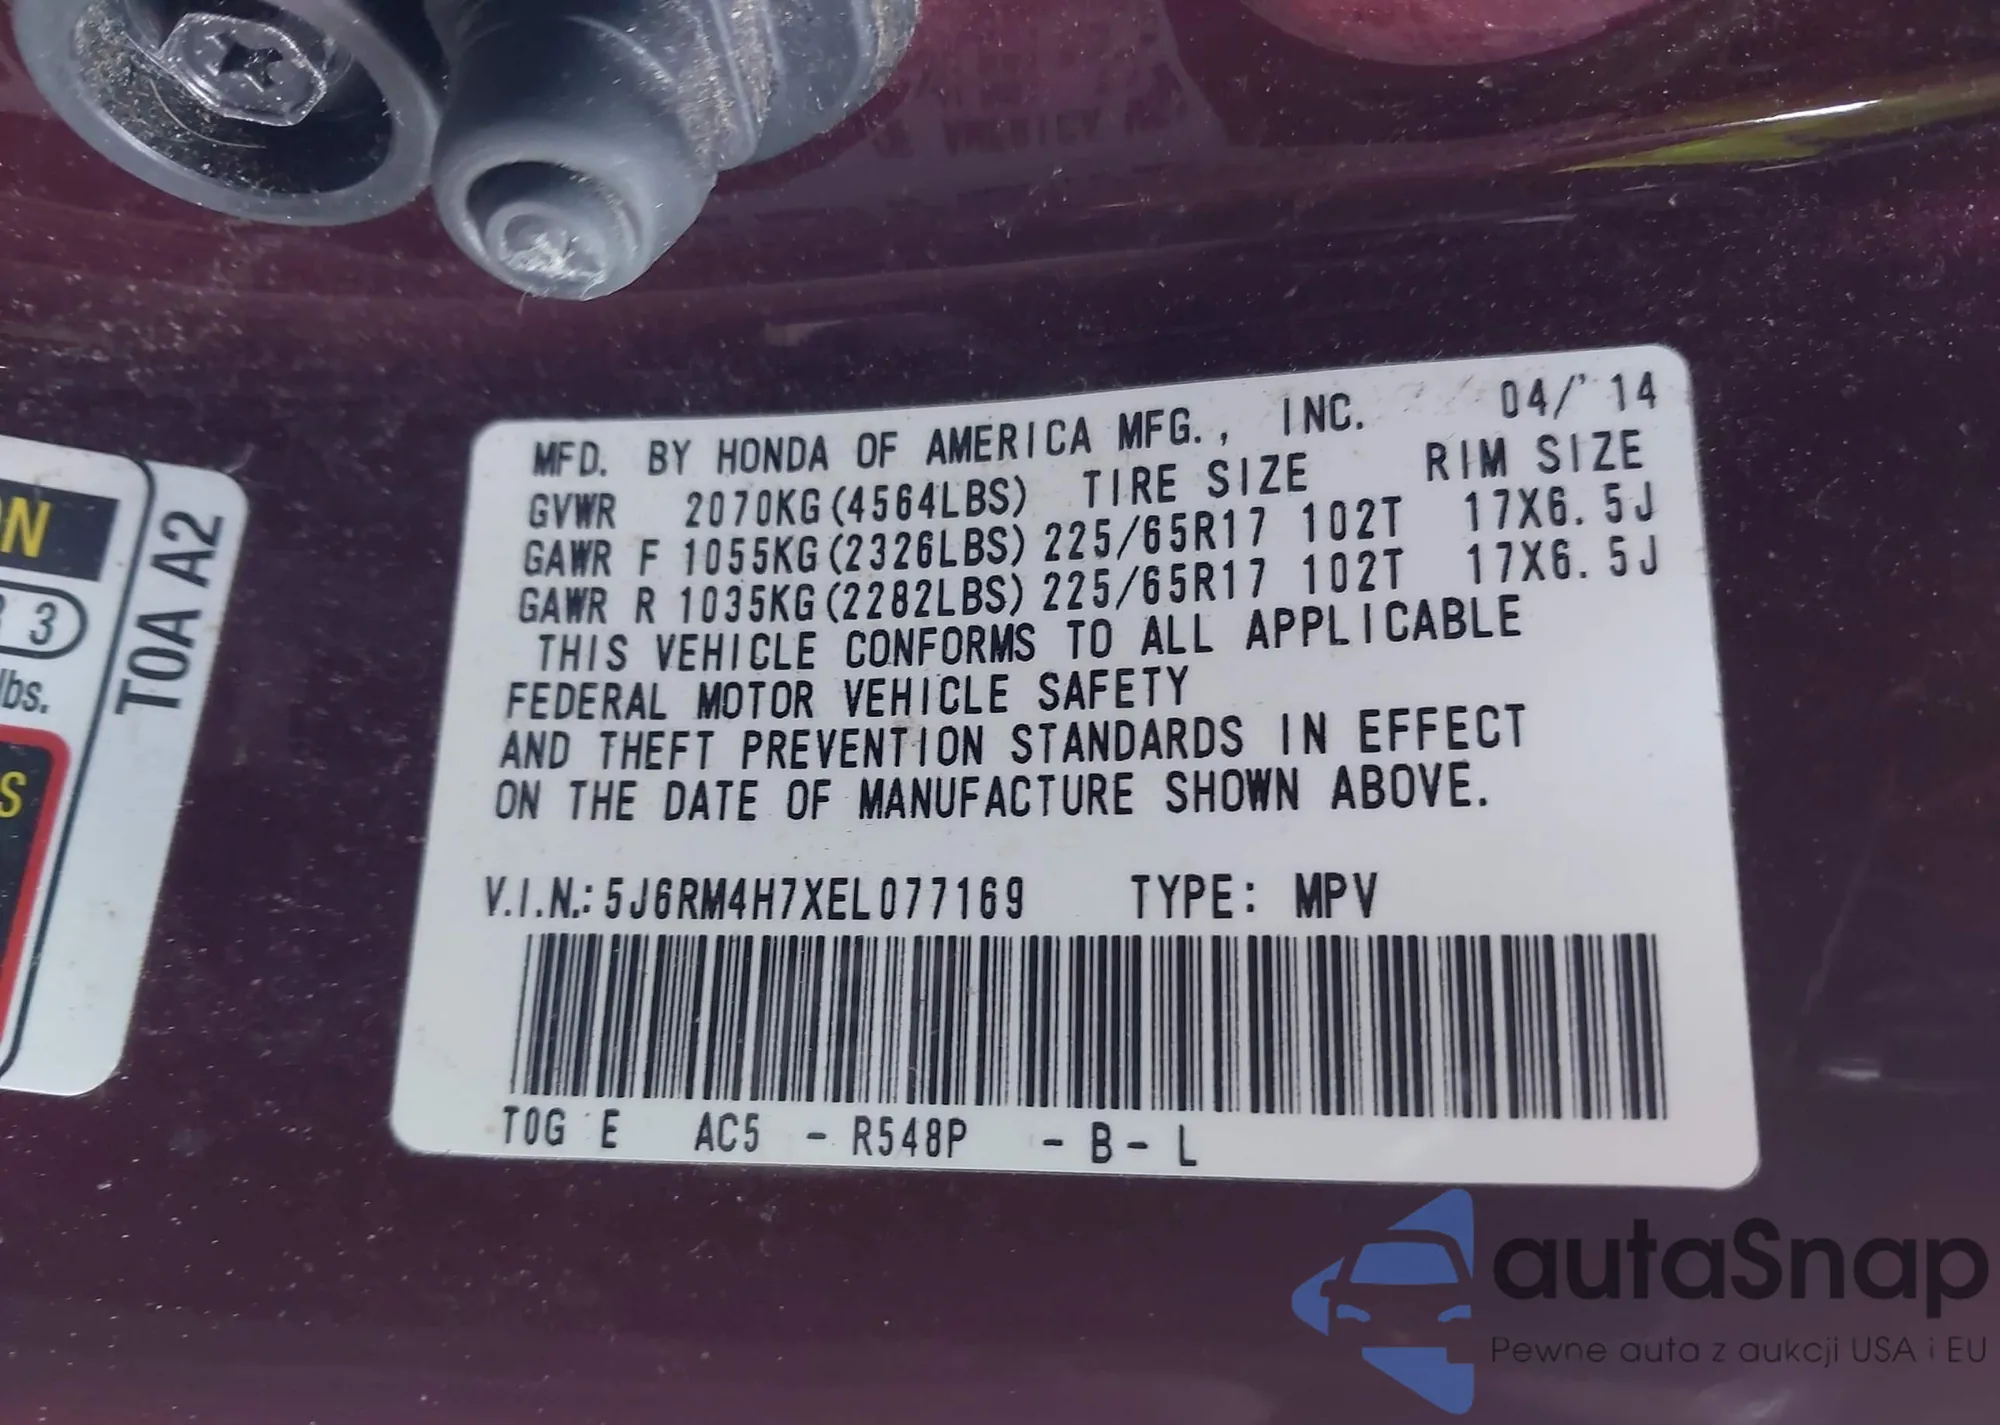 MFD. BY HONDA OF AMERICA MFG., INC. 04/'14
GVWR 2070KG(4564LBS) TIRE SIZE RIM SIZE
GAWR F 1055KG(2326LBS) 225/65R17 102T 17X6.5J
GAWR R 1035KG(2282LBS) 225/65R17 102T 17X6.5J
THIS VEHICLE CONFORMS TO ALL APPLICABLE
FEDERAL MOTOR VEHICLE SAFETY
AND THEFT PREVENTION STANDARDS IN EFFECT
ON THE DATE OF MANUFACTURE SHOWN ABOVE.
V.I.N.: 5J6RM4H7XEL077169 TYPE: MPV
T0G E AC5 - R548P - B - L
T0A A2
3
lbs.
autaSnap
Pewne auta z aukcji USA i EU